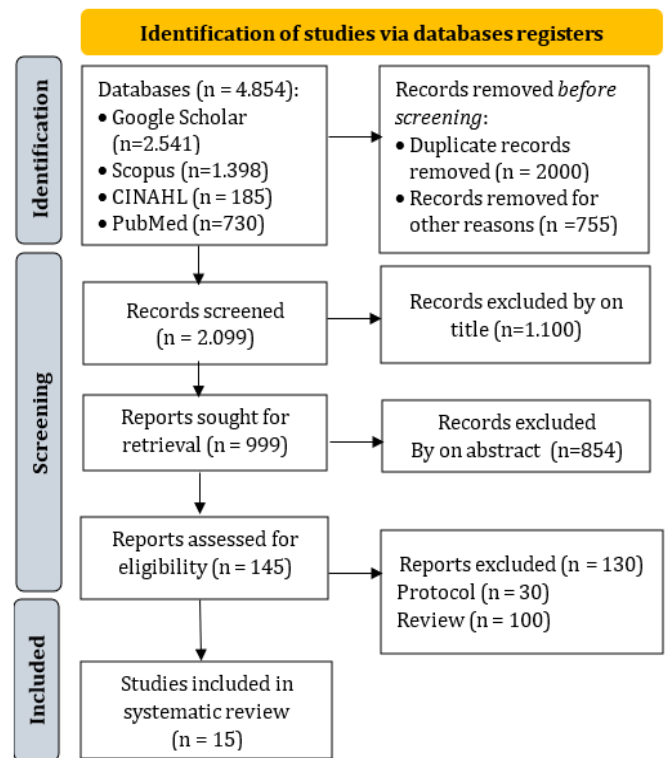 Identification of studies via databases registers
Identification
Databases (n = 4.854):
• Google Scholar
(n=2.541)
• Scopus (n=1.398)
• CINAHL (n = 185)
• PubMed (n=730)
Records removed before
screening:
• Duplicate records
removed (n = 2000)
• Records removed for
other reasons (n =755)
Screening
Records screened
(n = 2.099)
Records excluded by on
title (n=1.100)
Reports sought for
retrieval (n = 999)
Records excluded
By on abstract (n=854)
Reports assessed for
eligibility (n = 145)
Reports excluded (n = 130)
Protocol (n = 30)
Review (n = 100)
Included
Studies included in
systematic review
(n = 15)